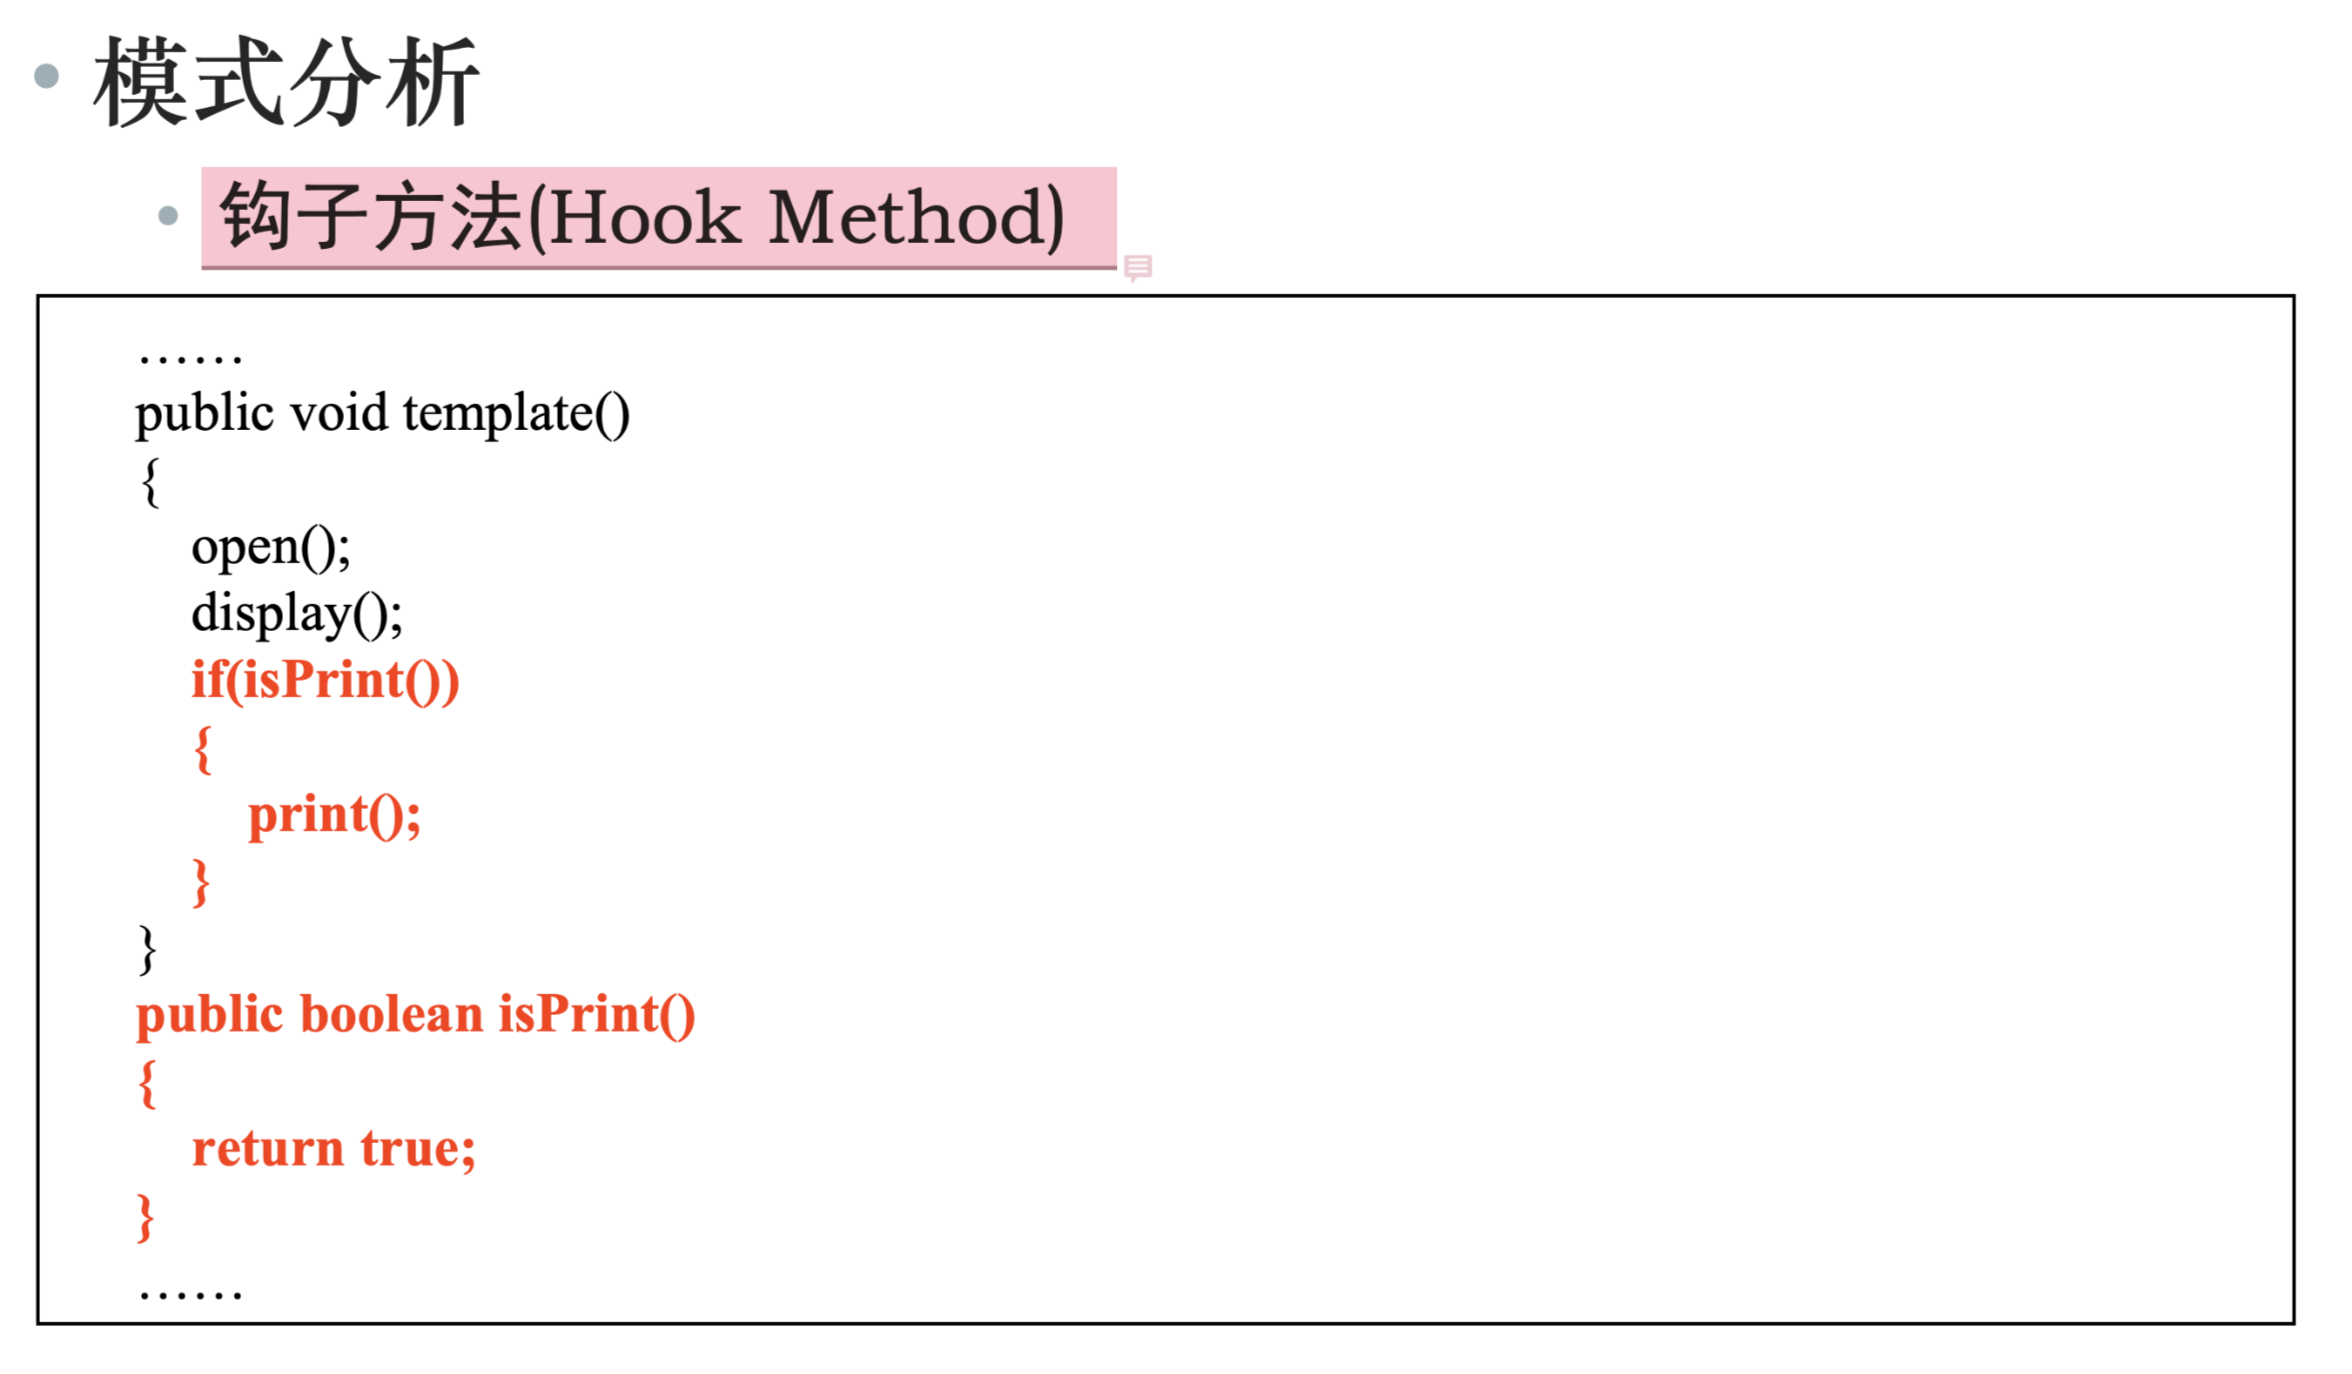 • 模式分析
• 钩子方法(Hook Method)
……
public void template()
{
open();
display();
if(isPrint())
{
print();
}
}
public boolean isPrint()
{
return true;
}
……